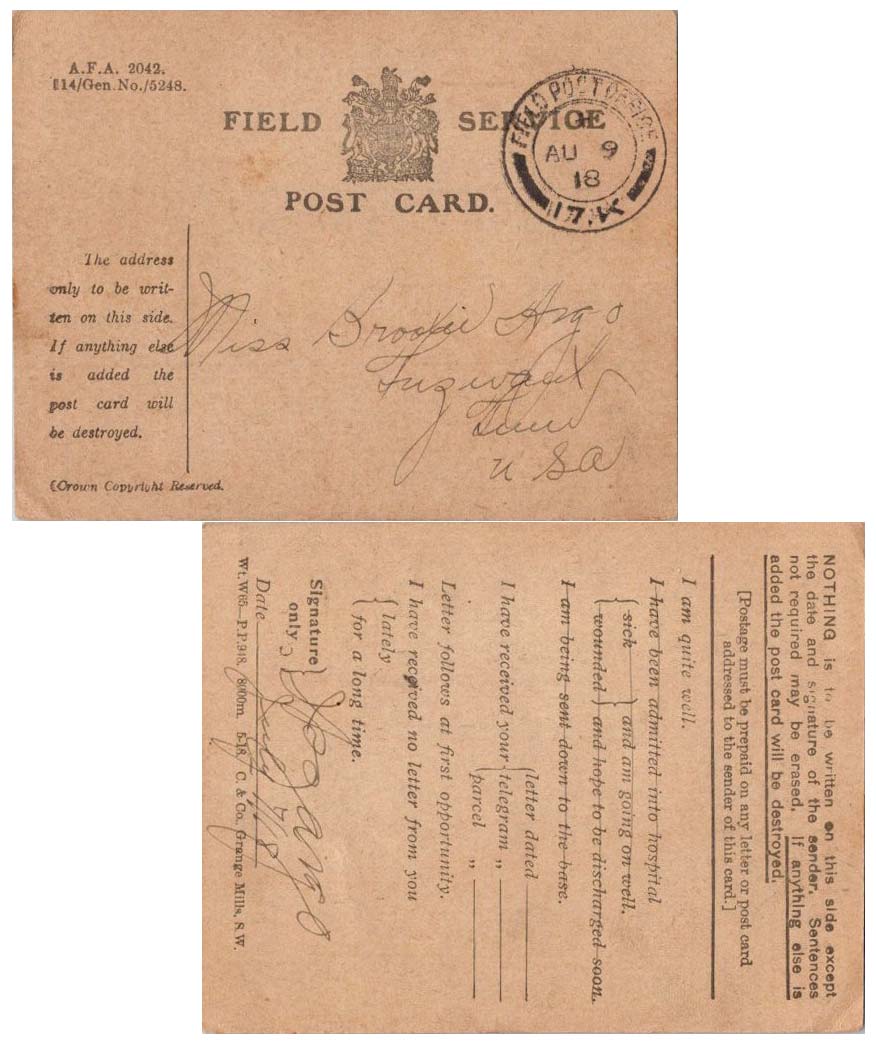 A.F.A. 2042.
114/Gen.No./5248.
FIELD SERVICE
POST CARD.
FIELD POST OFFICE
AU 9
18
The address
only to be writ-
ten on this side.
If anything else
is added the
post card will
be destroyed.
Miss Argo
USA
(Crown Copyright Reserved.
NOTHING is to be written on this side except
the date and signature of the sender. Sentences
not required may be erased. If anything else is
added the post card will be destroyed.
[Postage must be prepaid on any letter or post card
addressed to the sender of this card.]
I am quite well.
I have been admitted into hospital
sick and am going on well.
wounded and hope to be discharged soon.
I am being sent down to the base.
letter dated
I have received your telegram „
parcel „
Letter follows at first opportunity.
I have received no letter from you
lately
for a long time.
Signature
only.
Argo
Date
Wt.W65—P.P.948. 8000m. 5-18. C. & Co., Grange Mills, S.W.